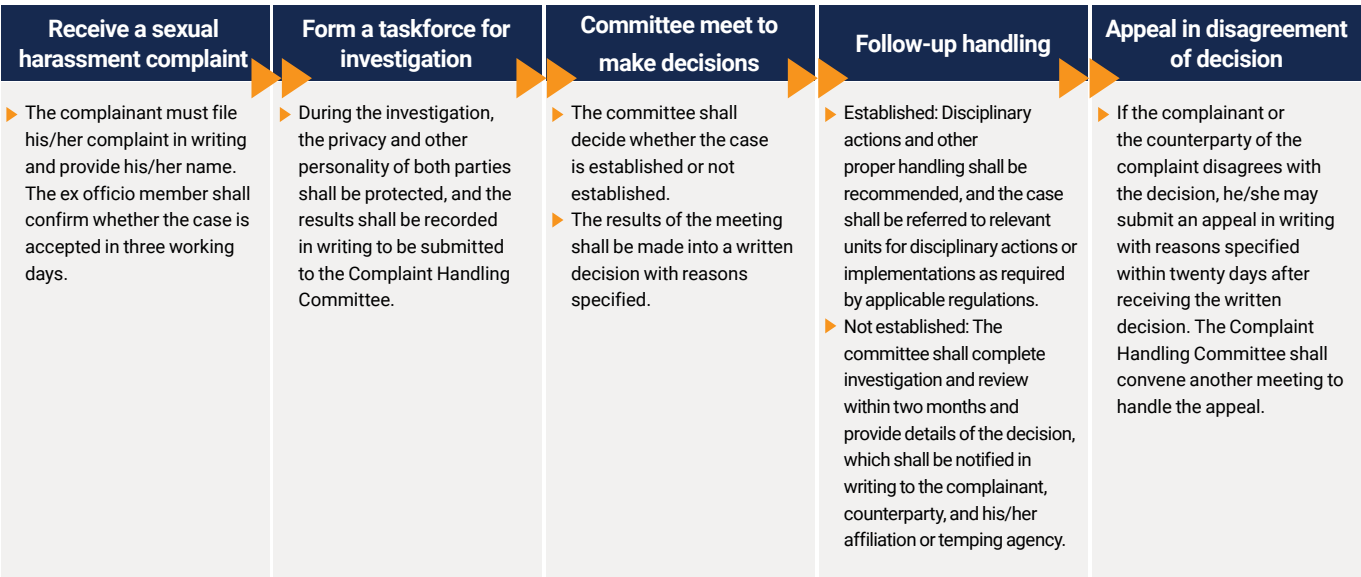 Receive a sexual
harassment complaint
The complainant must file
his/her complaint in writing
and provide his/her name.
The ex officio member shall
confirm whether the case is
accepted in three working
days.
Form a taskforce for
investigation
During the investigation,
the privacy and other
personality of both parties
shall be protected, and the
results shall be recorded
in writing to be submitted
to the Complaint Handling
Committee.
Committee meet to
make decisions
The committee shall
decide whether the case
is established or not
established.
The results of the meeting
shall be made into a written
decision with reasons
specified.
Follow-up handling
Established: Disciplinary
actions and other
proper handling shall be
recommended, and the case
shall be referred to relevant
units for disciplinary actions or
implementations as required
by applicable regulations.
Not established: The
committee shall complete
investigation and review
within two months and
provide details of the decision,
which shall be notified in
writing to the complainant,
counterparty, and his/her
affiliation or temping agency.
Appeal in disagreement
of decision
If the complainant or
the counterparty of the
complaint disagrees with
the decision, he/she may
submit an appeal in writing
with reasons specified
within twenty days after
receiving the written
decision. The Complaint
Handling Committee shall
convene another meeting to
handle the appeal.